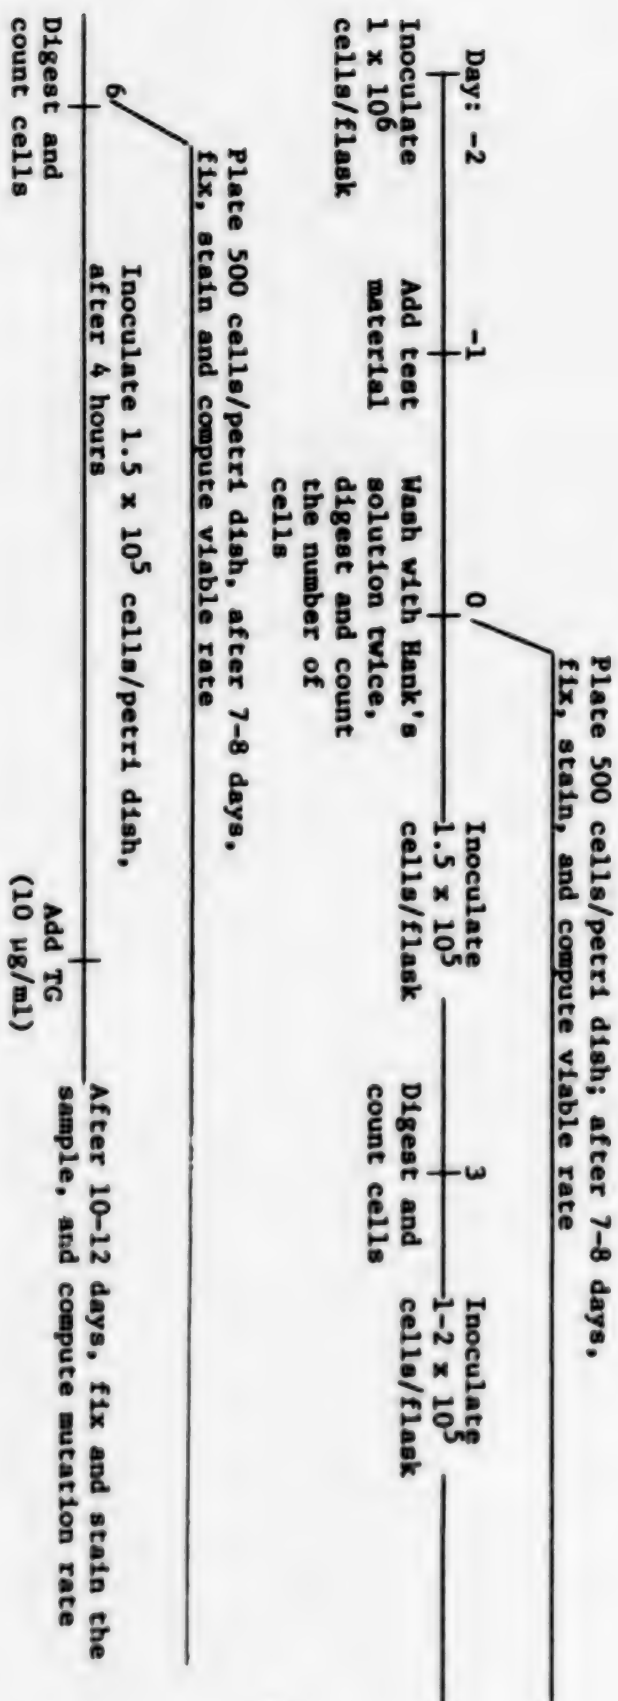 Plate 500 cells/petri dish; after 7-8 days,
fix, stain, and compute viable rate
Day: -2
-1
0
3
Inoculate
1 x 10⁶
cells/flask
Add test
material
Wash with Hank's
solution twice,
digest and count
the number of
cells
Inoculate
1.5 x 10⁵
cells/flask
Digest and
count cells
Inoculate
1-2 x 10⁵
cells/flask
Plate 500 cells/petri dish, after 7-8 days,
fix, stain and compute viable rate
6
Digest and
count cells
Inoculate 1.5 x 10⁵ cells/petri dish,
after 4 hours
Add TG
(10 µg/ml)
After 10-12 days, fix and stain the
sample, and compute mutation rate